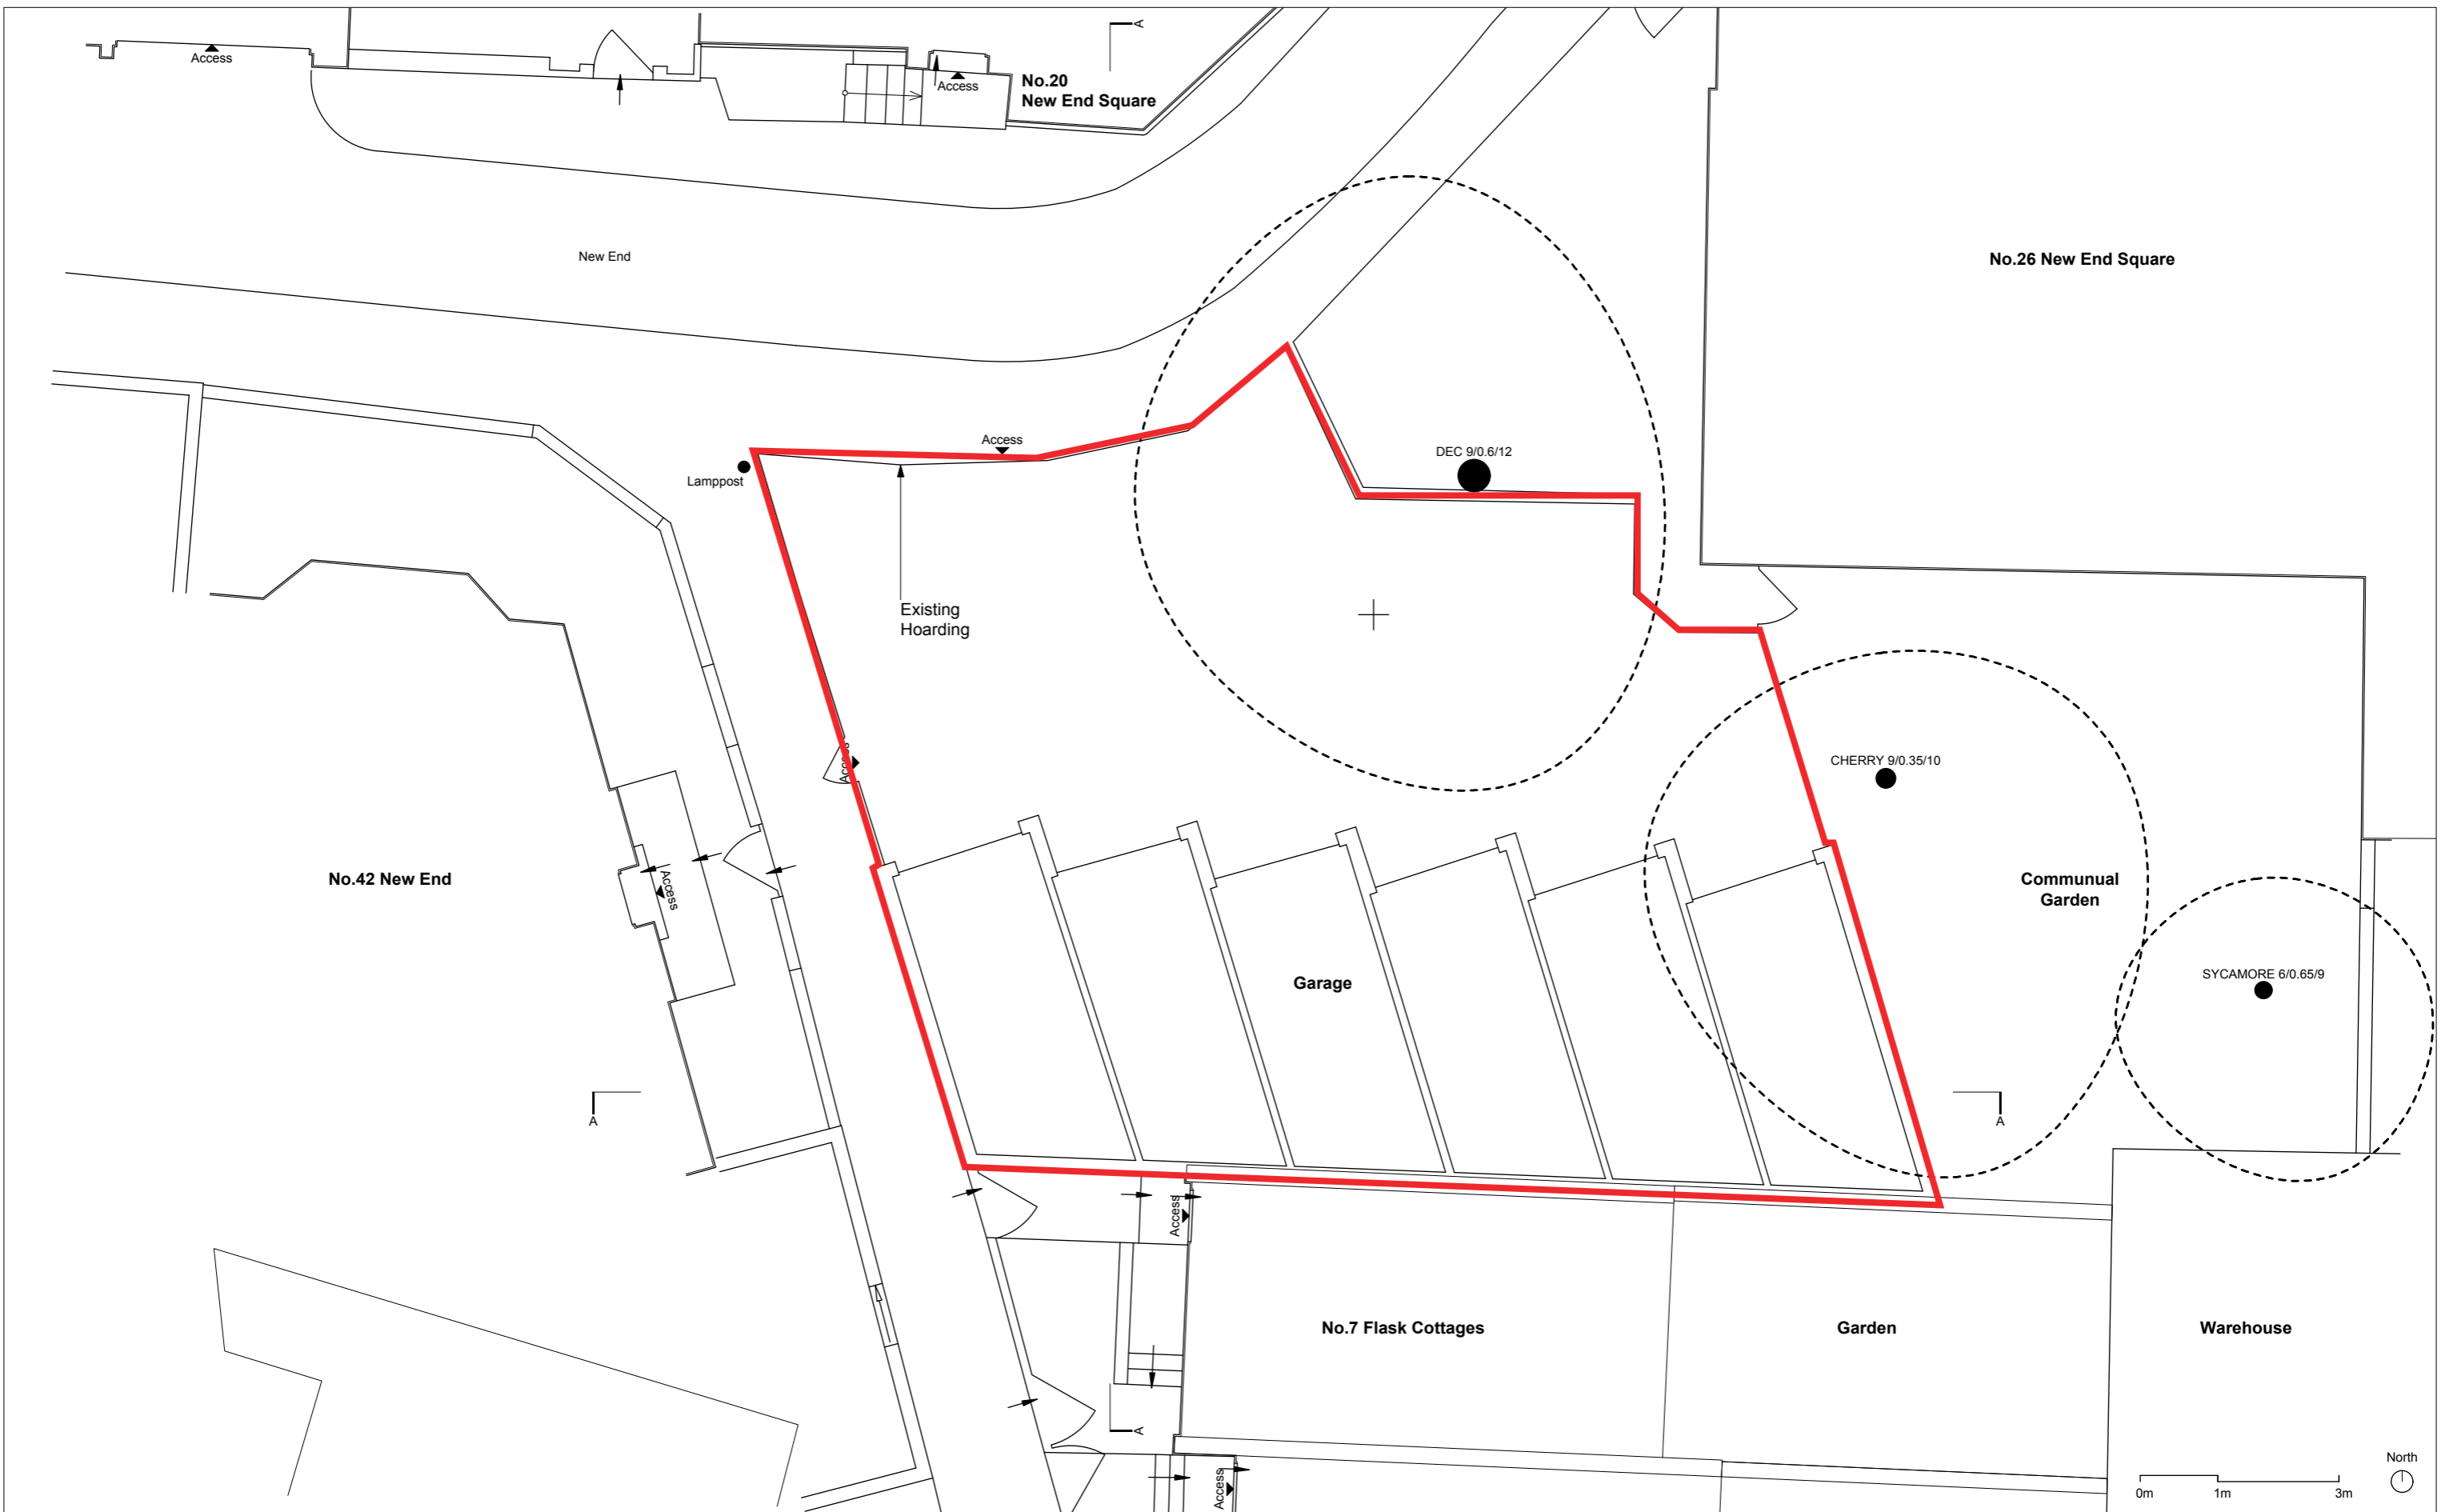 Access
A
Access
No.20
New End Square
New End
No.26 New End Square
Access
Lamppost
DEC 9/0.6/12
Existing
Hoarding
Access
CHERRY 9/0.35/10
No.42 New End
Access
Communual
Garden
Garage
SYCAMORE 6/0.65/9
A
A
Access
No.7 Flask Cottages
Garden
Warehouse
A
Access
North
0m
1m
3m